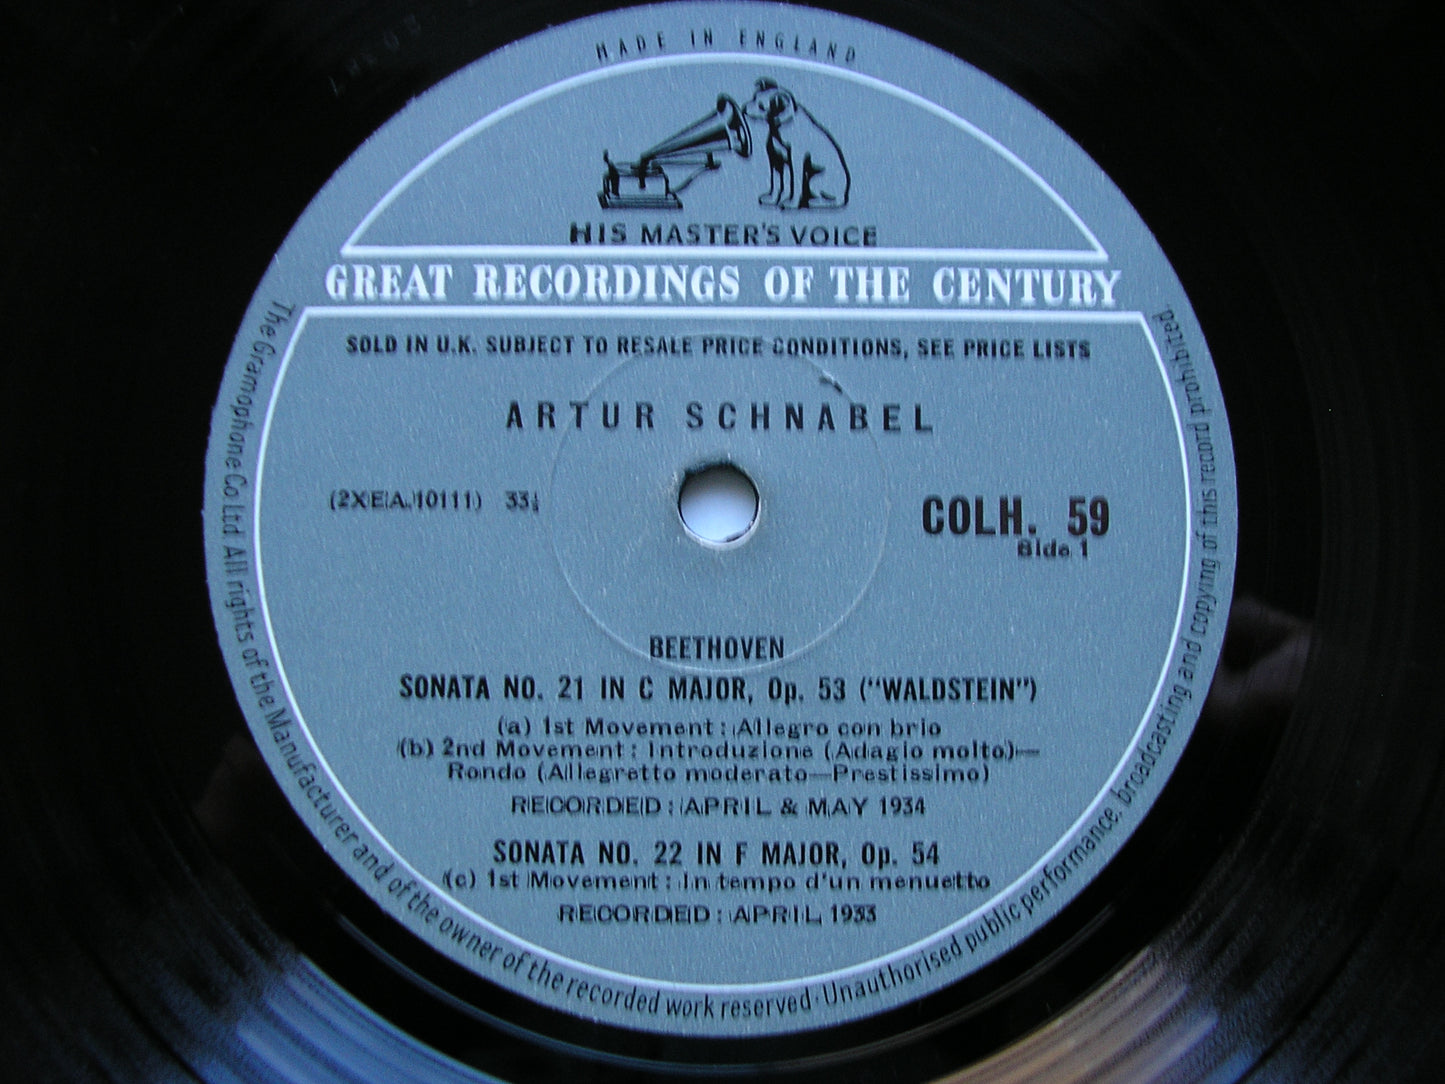 MADE IN ENGLAND
HIS MASTER'S VOICE
GREAT RECORDINGS OF THE CENTURY
SOLD IN U.K. SUBJECT TO RESALE PRICE CONDITIONS, SEE PRICE LISTS
ARTUR SCHNABEL
(2XEA.10111) 33⅓
COLH. 59
Side 1
BEETHOVEN
SONATA NO. 21 IN C MAJOR, Op. 53 ("WALDSTEIN")
(a) 1st Movement : Allegro con brio
(b) 2nd Movement : Introduzione (Adagio molto)—
Rondo (Allegretto moderato—Prestissimo)
RECORDED : APRIL & MAY 1934
SONATA NO. 22 IN F MAJOR, Op. 54
(c) 1st Movement : In tempo d'un menuetto
RECORDED : APRIL 1933
The Gramophone Co. Ltd. All rights of the Manufacturer and of the owner of the recorded work reserved · Unauthorised public performance, broadcasting and copying of this record prohibited.